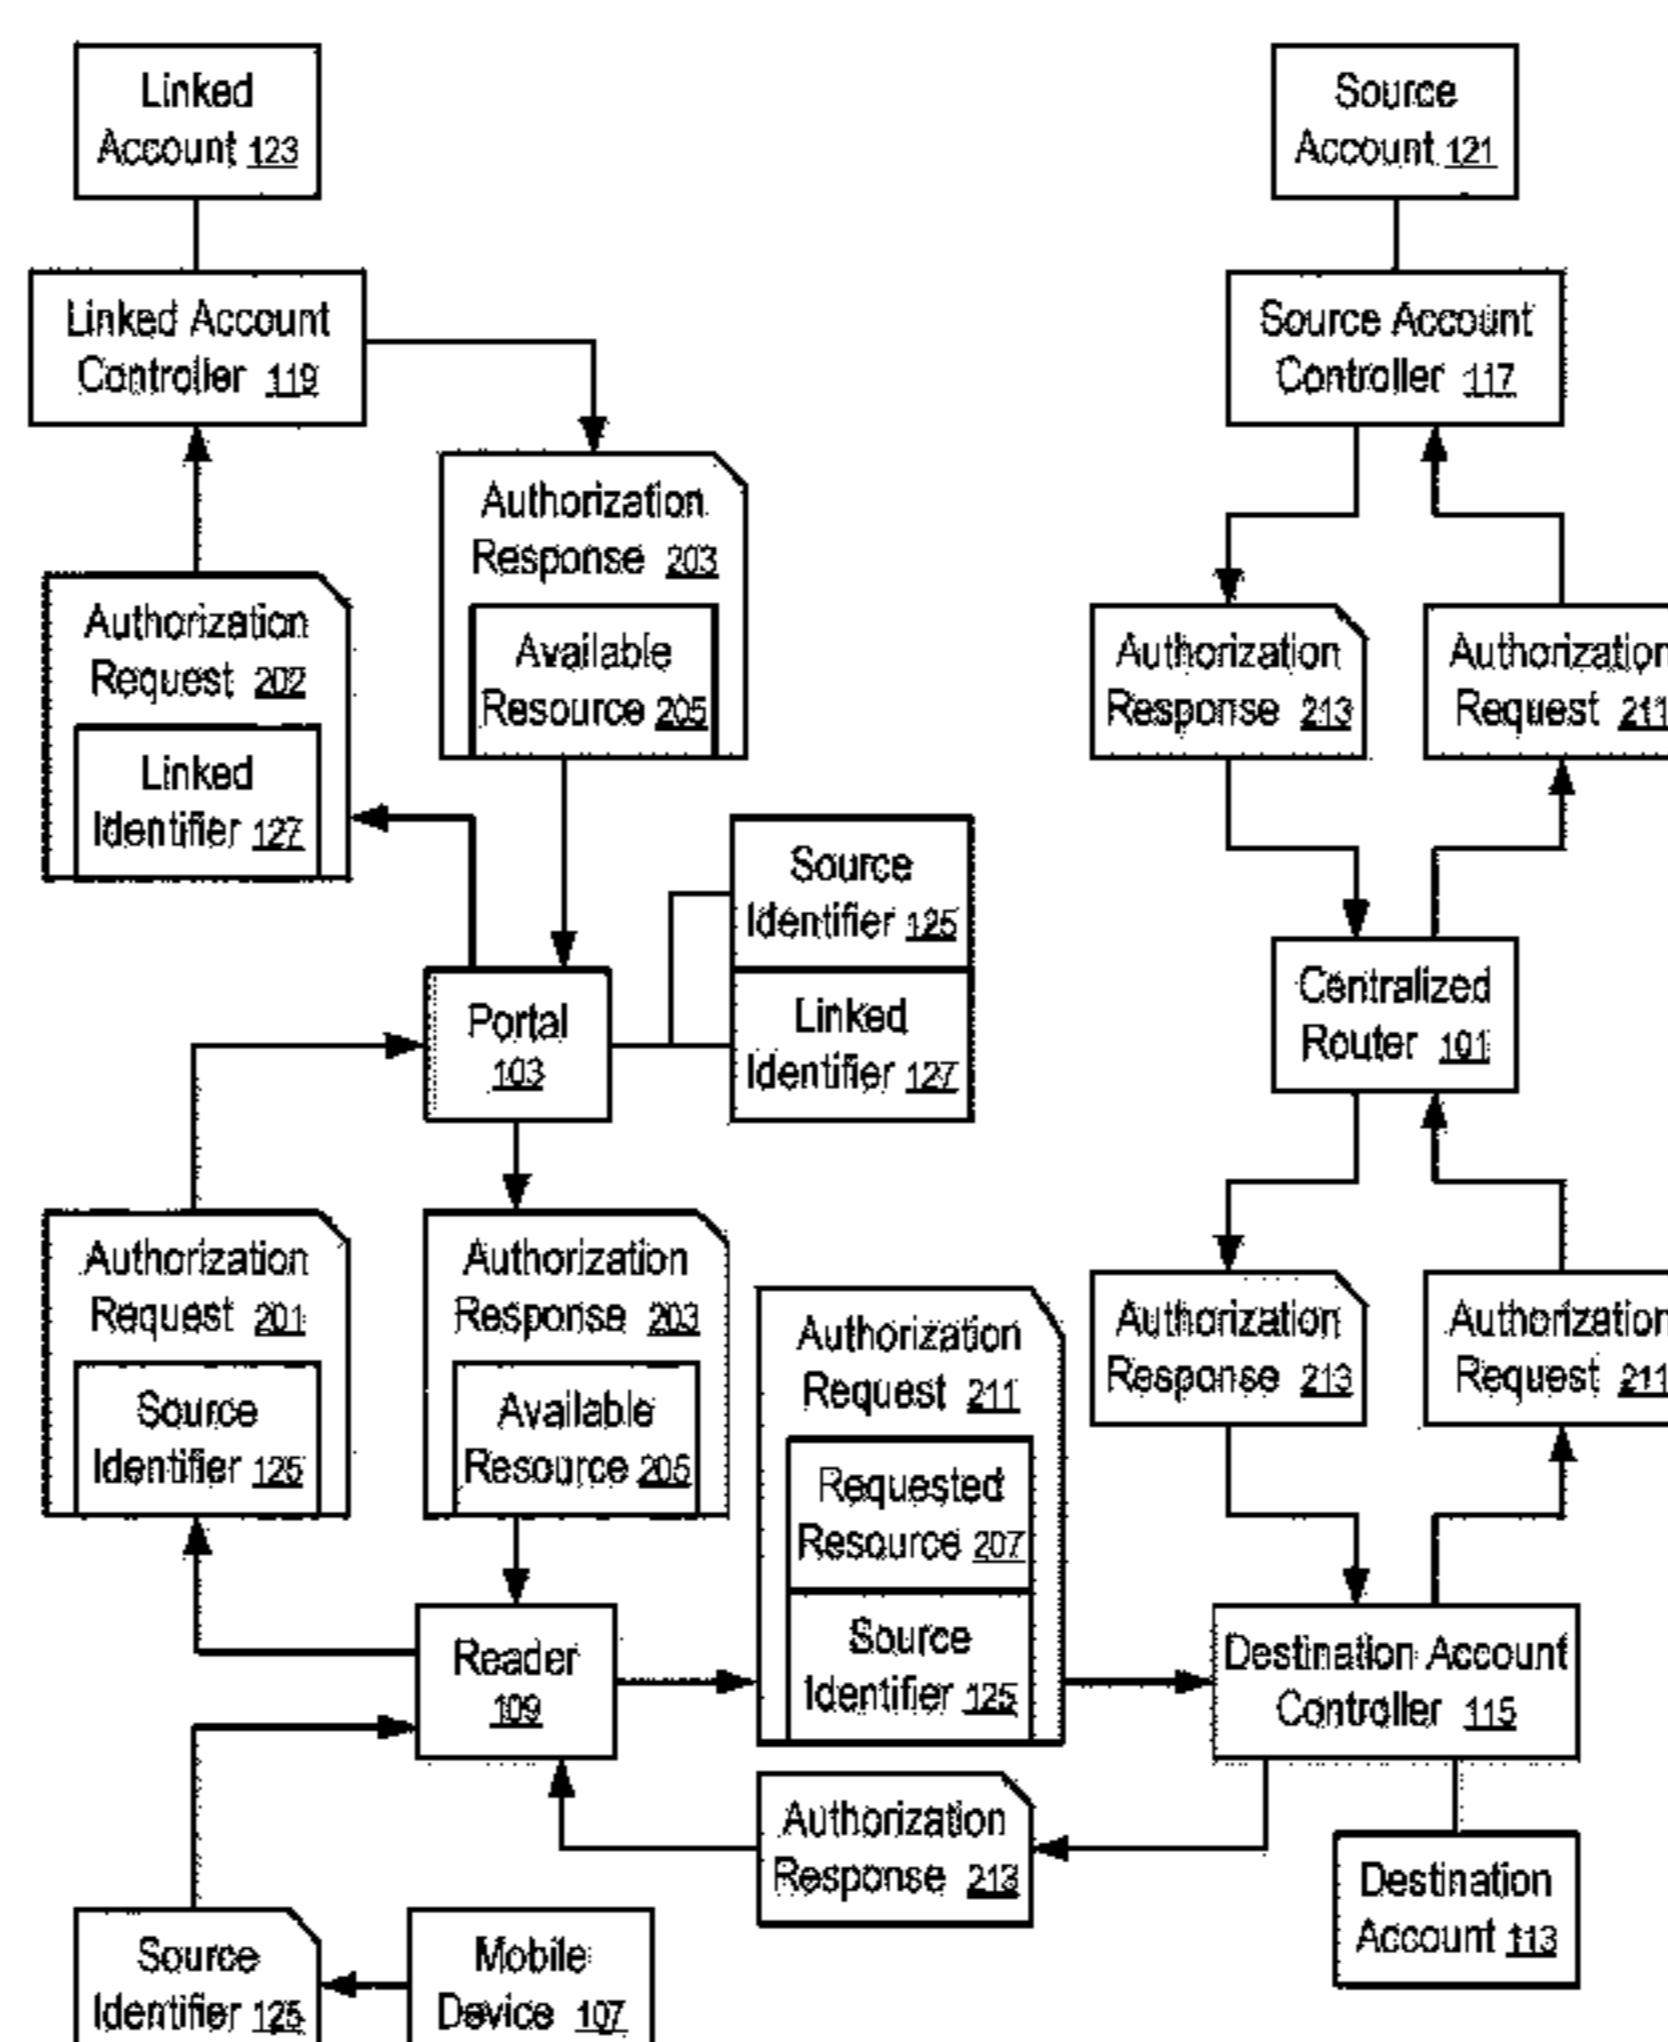 Linked
Account 123
Source
Account 121
Linked Account
Controller 119
Source Account
Controller 117
Authorization
Response 203
Available
Resource 205
Authorization
Request 202
Linked
Identifier 127
Authorization
Response 213
Authorization
Request 211
Source
Identifier 125
Linked
Identifier 127
Portal
103
Centralized
Router 101
Authorization
Request 201
Source
Identifier 125
Authorization
Response 203
Available
Resource 205
Authorization
Request 211
Requested
Resource 207
Source
Identifier 125
Authorization
Response 213
Authorization
Request 211
Reader
109
Destination Account
Controller 115
Authorization
Response 213
Destination
Account 113
Source
Identifier 125
Mobile
Device 107